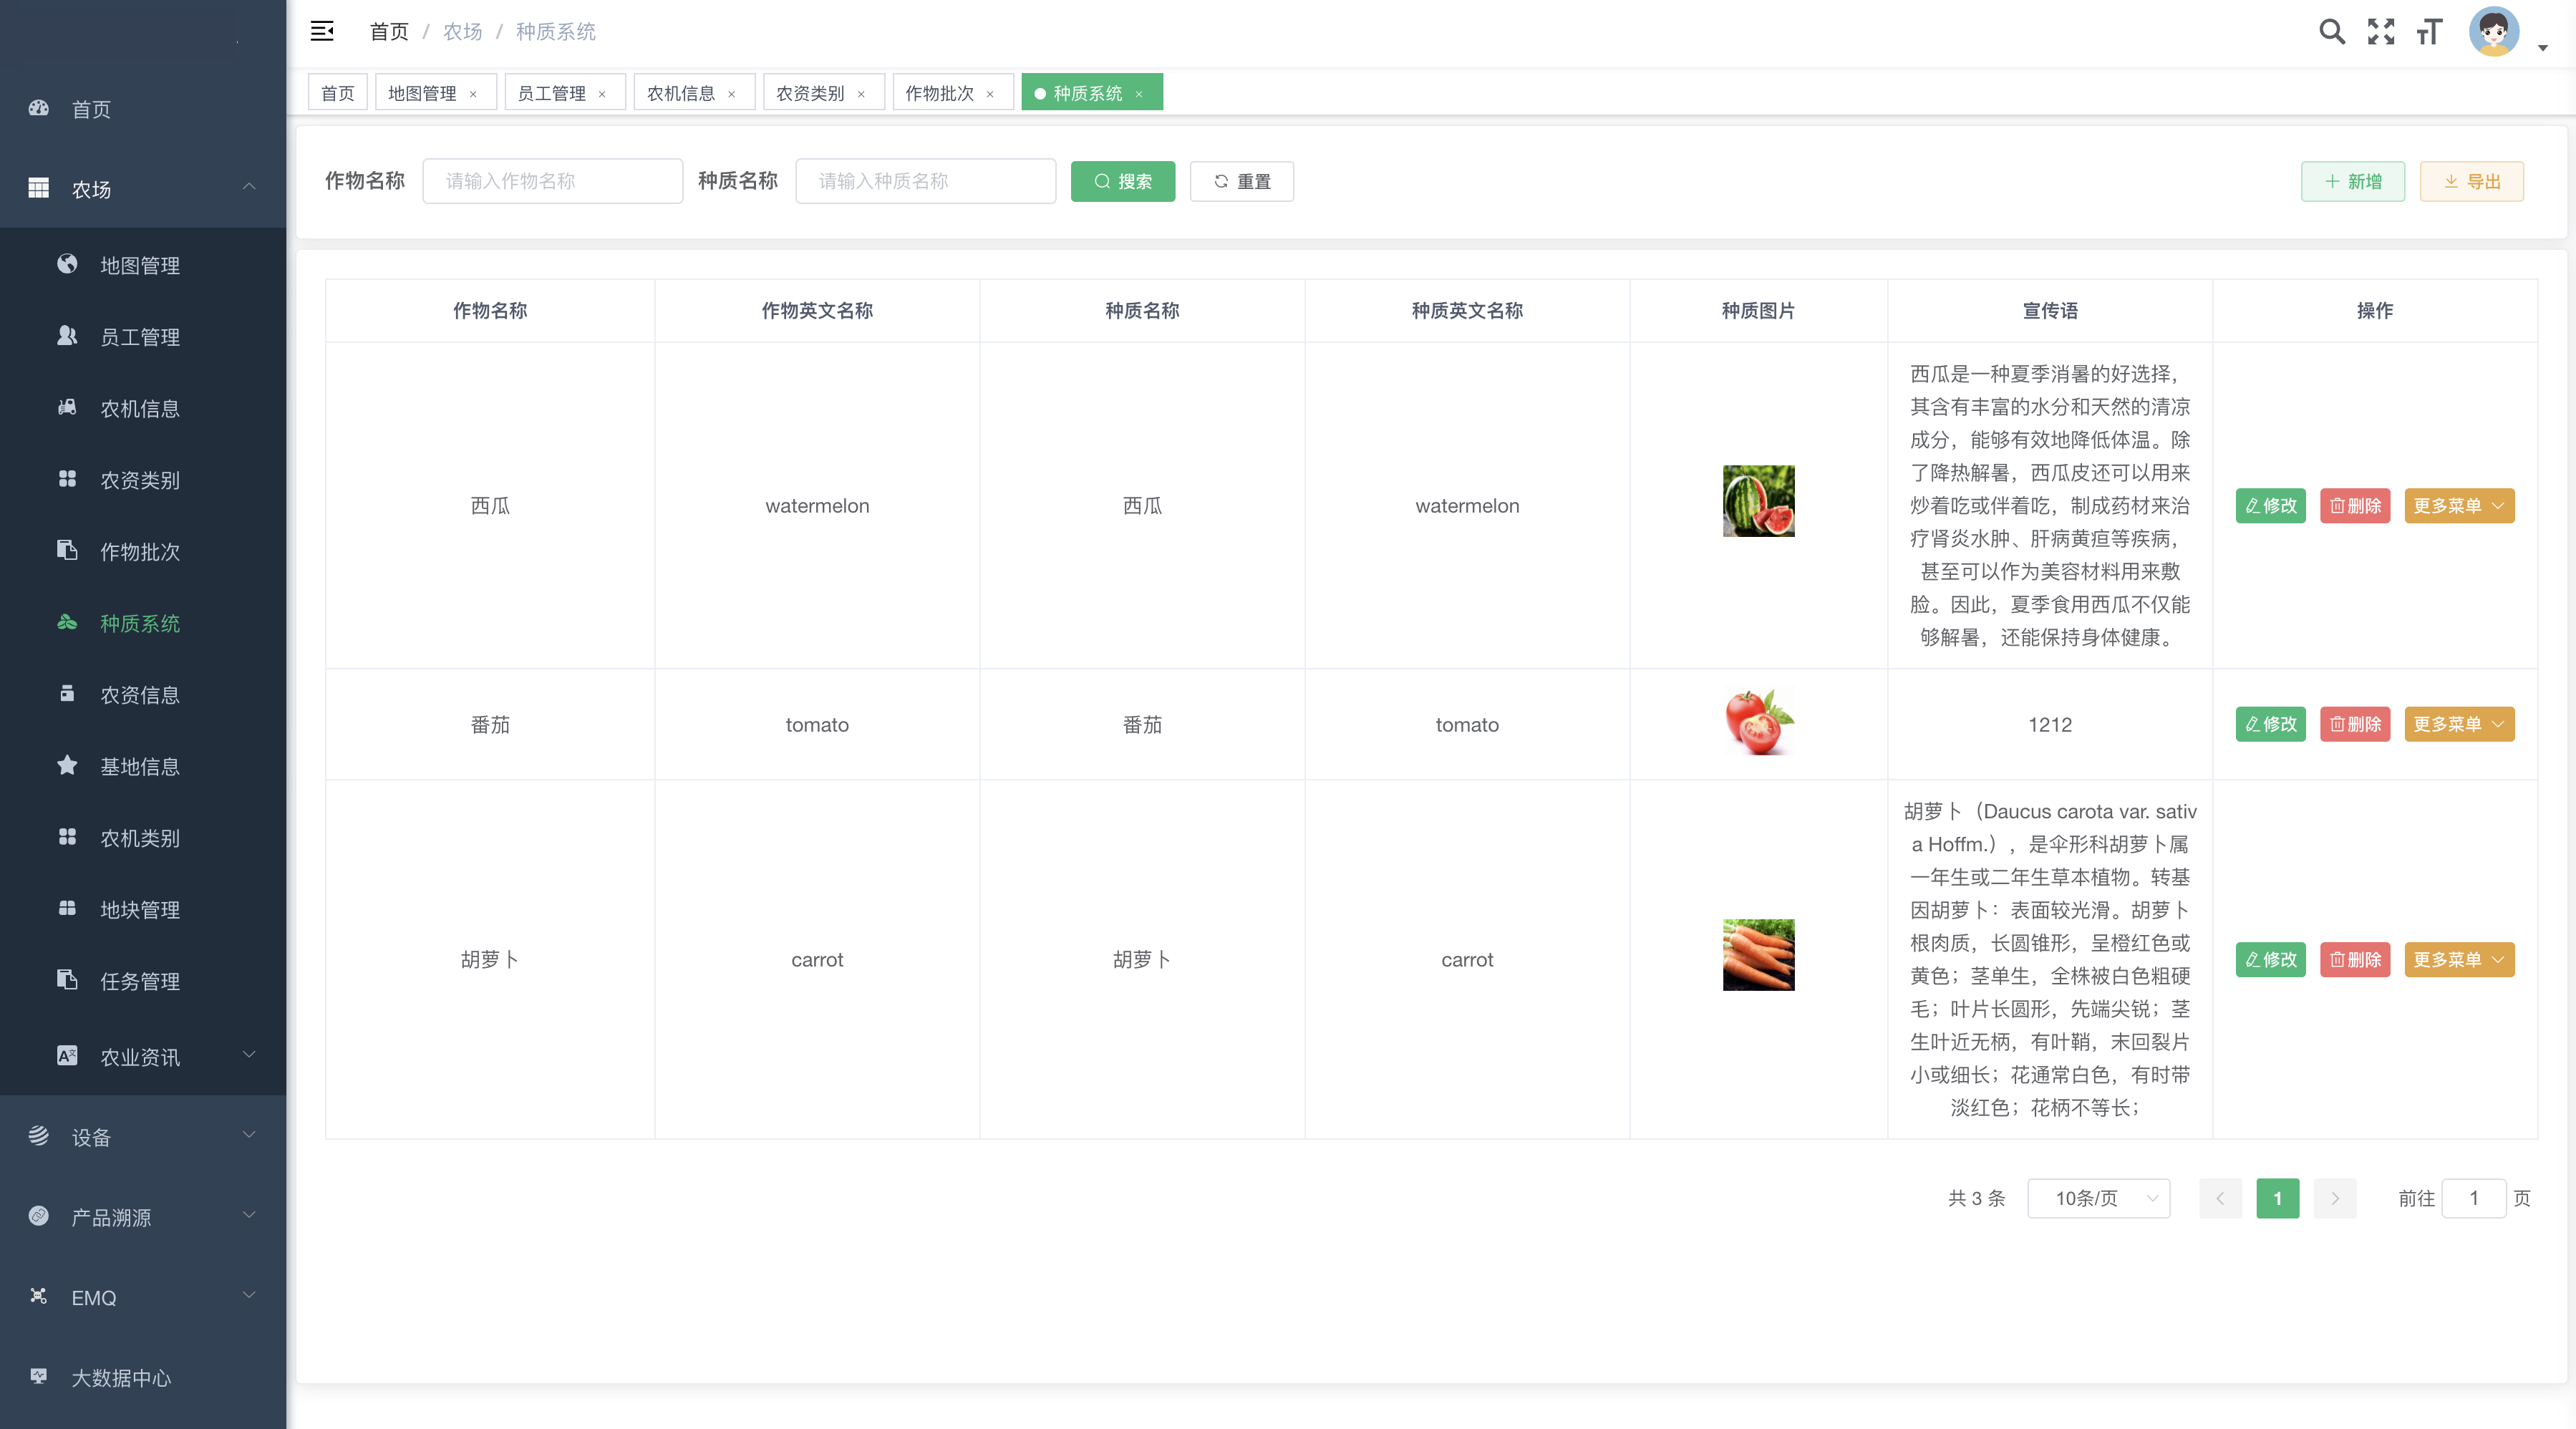 首页 / 农场 / 种质系统
首页
地图管理 ×
员工管理 ×
农机信息 ×
农资类别 ×
作物批次 ×
种质系统 ×
首页
农场
地图管理
员工管理
农机信息
农资类别
作物批次
种质系统
农资信息
基地信息
农机类别
地块管理
任务管理
农业资讯
设备
产品溯源
EMQ
大数据中心
作物名称 请输入作物名称 种质名称 请输入种质名称 搜索 重置 新增 导出
作物名称 作物英文名称 种质名称 种质英文名称 种质图片 宣传语 操作
西瓜 watermelon 西瓜 watermelon
西瓜是一种夏季消暑的好选择，
其含有丰富的水分和天然的清凉
成分，能够有效地降低体温。除
了降热解暑，西瓜皮还可以用来
炒着吃或伴着吃，制成药材来治
疗肾炎水肿、肝病黄疸等疾病，
甚至可以作为美容材料用来敷
脸。因此，夏季食用西瓜不仅能
够解暑，还能保持身体健康。
修改 删除 更多菜单
番茄 tomato 番茄 tomato 1212 修改 删除 更多菜单
胡萝卜 carrot 胡萝卜 carrot
胡萝卜（Daucus carota var. sativ
a Hoffm.），是伞形科胡萝卜属
一年生或二年生草本植物。转基
因胡萝卜：表面较光滑。胡萝卜
根肉质，长圆锥形，呈橙红色或
黄色；茎单生，全株被白色粗硬
毛；叶片长圆形，先端尖锐；茎
生叶近无柄，有叶鞘，末回裂片
小或细长；花通常白色，有时带
淡红色；花柄不等长；
修改 删除 更多菜单
共 3 条 10条/页 1 前往 1 页